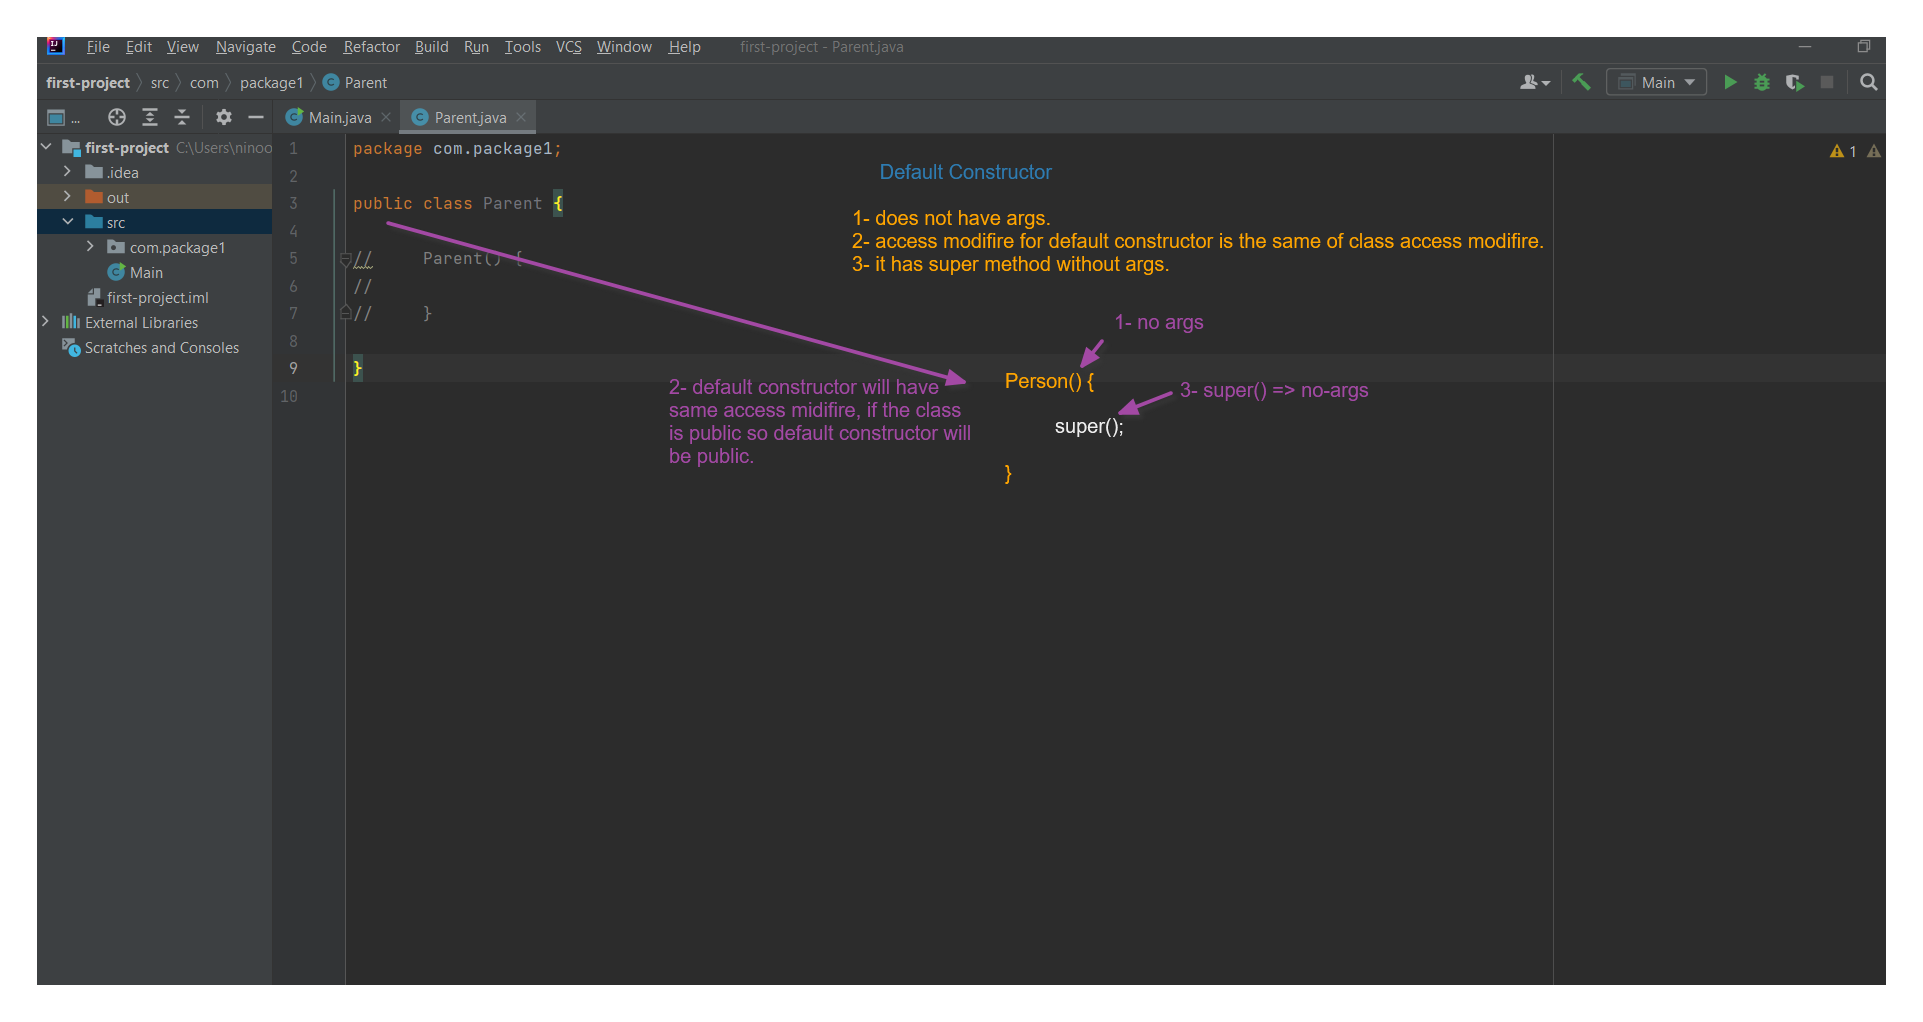 File Edit View Navigate Code Refactor Build Run Tools VCS Window Help first-project - Parent.java
first-project src com package1 Parent Main
... Main.java Parent.java
first-project C:\Users\ninoo
.idea
out
src
com.package1
Main
first-project.iml
External Libraries
Scratches and Consoles
1 package com.package1;
2
3 public class Parent {
4
5 // Parent() {
6 //
7 // }
8
9 }
10
1
Default Constructor
1- does not have args.
2- access modifire for default constructor is the same of class access modifire.
3- it has super method without args.
1- no args
2- default constructor will have
same access midifire, if the class
is public so default constructor will
be public.
Person() {
3- super() => no-args
super();
}